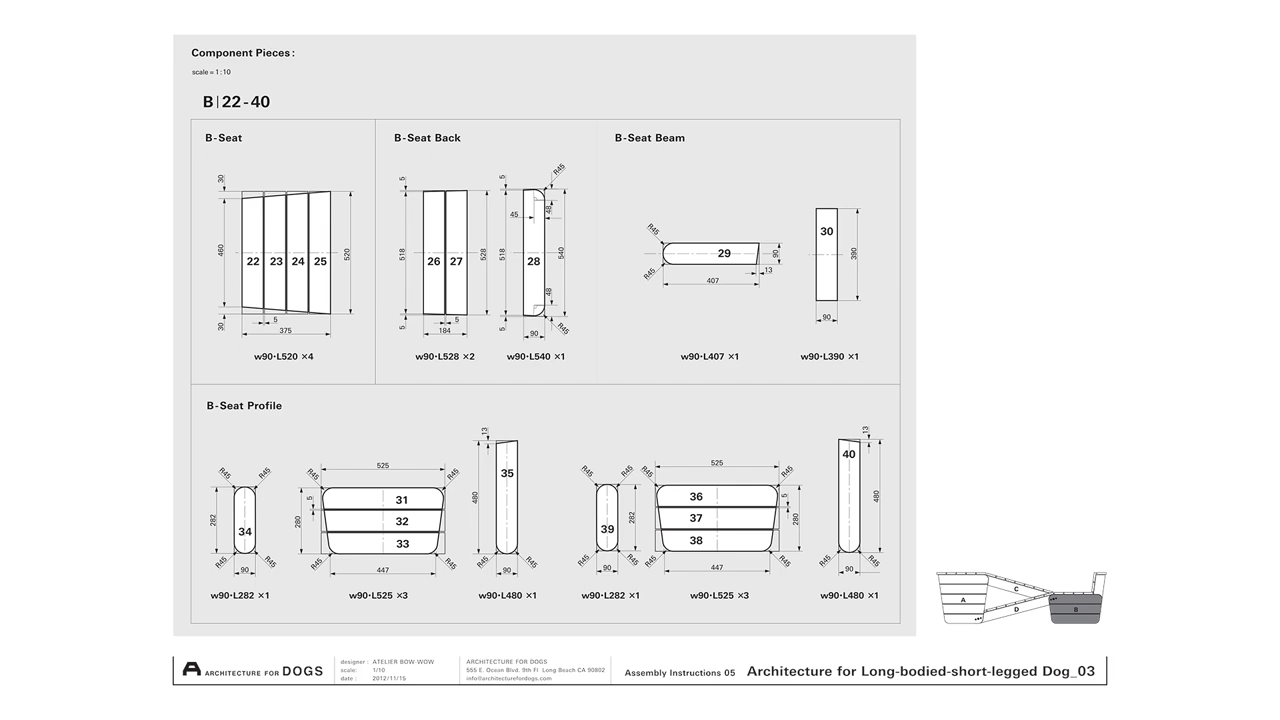 Component Pieces :
scale = 1 : 10
B | 22 - 40
B - Seat
30
460
30
22
23
24
25
520
5
375
w90·L520 ×4
B - Seat Back
5
518
5
26
27
528
5
184
w90·L528 ×2
5
518
5
R45
45
48
28
540
48
R45
90
w90·L540 ×1
B - Seat Beam
R45
R45
29
90
13
407
w90·L407 ×1
30
390
90
w90·L390 ×1
B - Seat Profile
R45
R45
282
34
R45
R45
90
w90·L282 ×1
525
R45
R45
5
280
31
32
33
R45
R45
447
w90·L525 ×3
13
480
35
R45
R45
90
w90·L480 ×1
R45
R45
282
39
R45
R45
90
w90·L282 ×1
525
R45
R45
5
280
36
37
38
R45
R45
447
w90·L525 ×3
13
480
40
R45
R45
90
w90·L480 ×1
A
B
C
D
ARCHITECTURE FOR DOGS
designer : ATELIER BOW-WOW
scale: 1/10
date : 2012/11/15
ARCHITECTURE FOR DOGS
555 E. Ocean Blvd. 9th Fl Long Beach CA 90802
info@architecturefordogs.com
Assembly Instructions 05
Architecture for Long-bodied-short-legged Dog_03